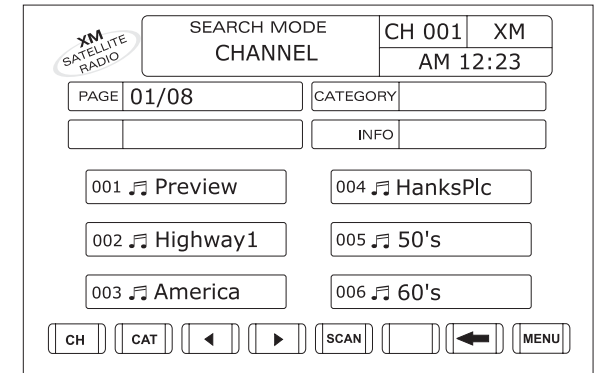 XM
SATELLITE
RADIO
SEARCH MODE
CHANNEL
CH 001 XM
AM 12:23
PAGE 01/08
CATEGORY
INFO
001 ♫ Preview
004 ♫ HanksPlc
002 ♫ Highway1
005 ♫ 50's
003 ♫ America
006 ♫ 60's
CH CAT SCAN MENU